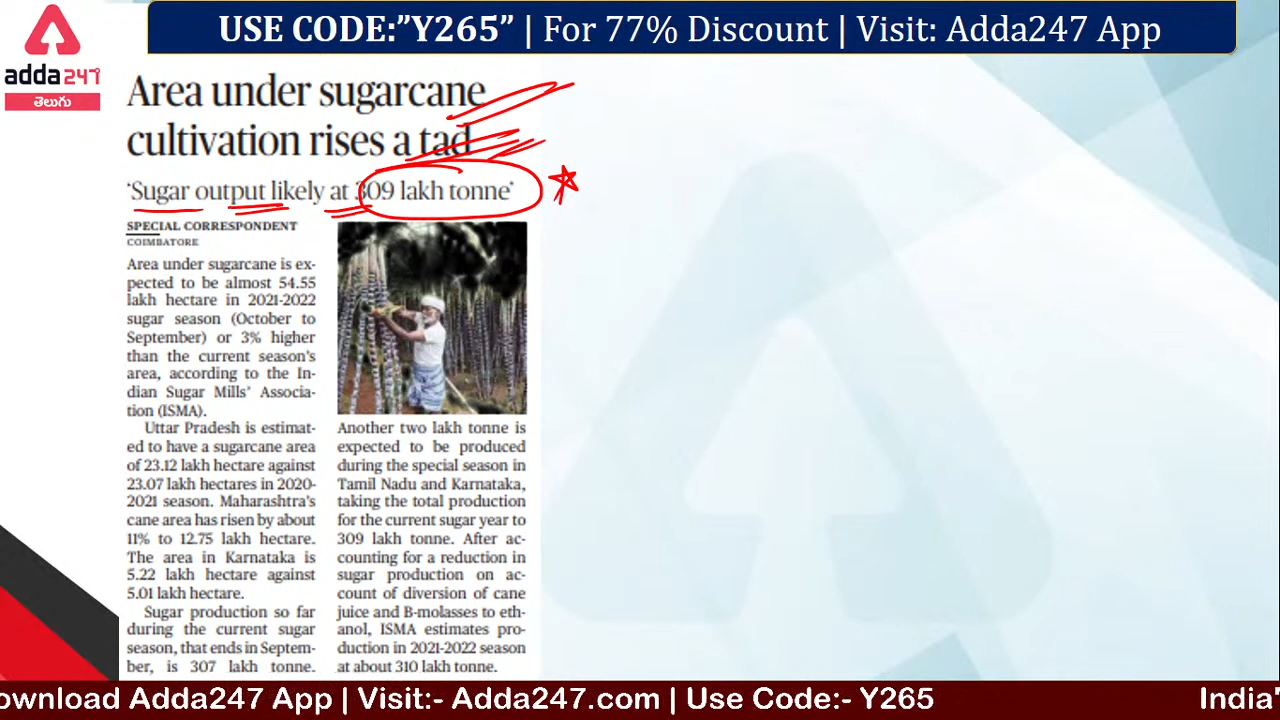 USE CODE:”Y265” | For 77% Discount | Visit: Adda247 App
adda247
తెలుగు
Area under sugarcane
cultivation rises a tad
‘Sugar output likely at 309 lakh tonne’
SPECIAL CORRESPONDENT
COIMBATORE
Area under sugarcane is ex-
pected to be almost 54.55
lakh hectare in 2021-2022
sugar season (October to
September) or 3% higher
than the current season's
area, according to the In-
dian Sugar Mills’ Associa-
tion (ISMA).
Uttar Pradesh is estimat-
ed to have a sugarcane area
of 23.12 lakh hectare against
23.07 lakh hectares in 2020-
2021 season. Maharashtra's
cane area has risen by about
11% to 12.75 lakh hectare.
The area in Karnataka is
5.22 lakh hectare against
5.01 lakh hectare.
Sugar production so far
during the current sugar
season, that ends in Septem-
ber, is 307 lakh tonne.
Another two lakh tonne is
expected to be produced
during the special season in
Tamil Nadu and Karnataka,
taking the total production
for the current sugar year to
309 lakh tonne. After ac-
counting for a reduction in
sugar production on ac-
count of diversion of cane
juice and B-molasses to eth-
anol, ISMA estimates pro-
duction in 2021-2022 season
at about 310 lakh tonne.
ownload Adda247 App | Visit:- Adda247.com | Use Code:- Y265
India'